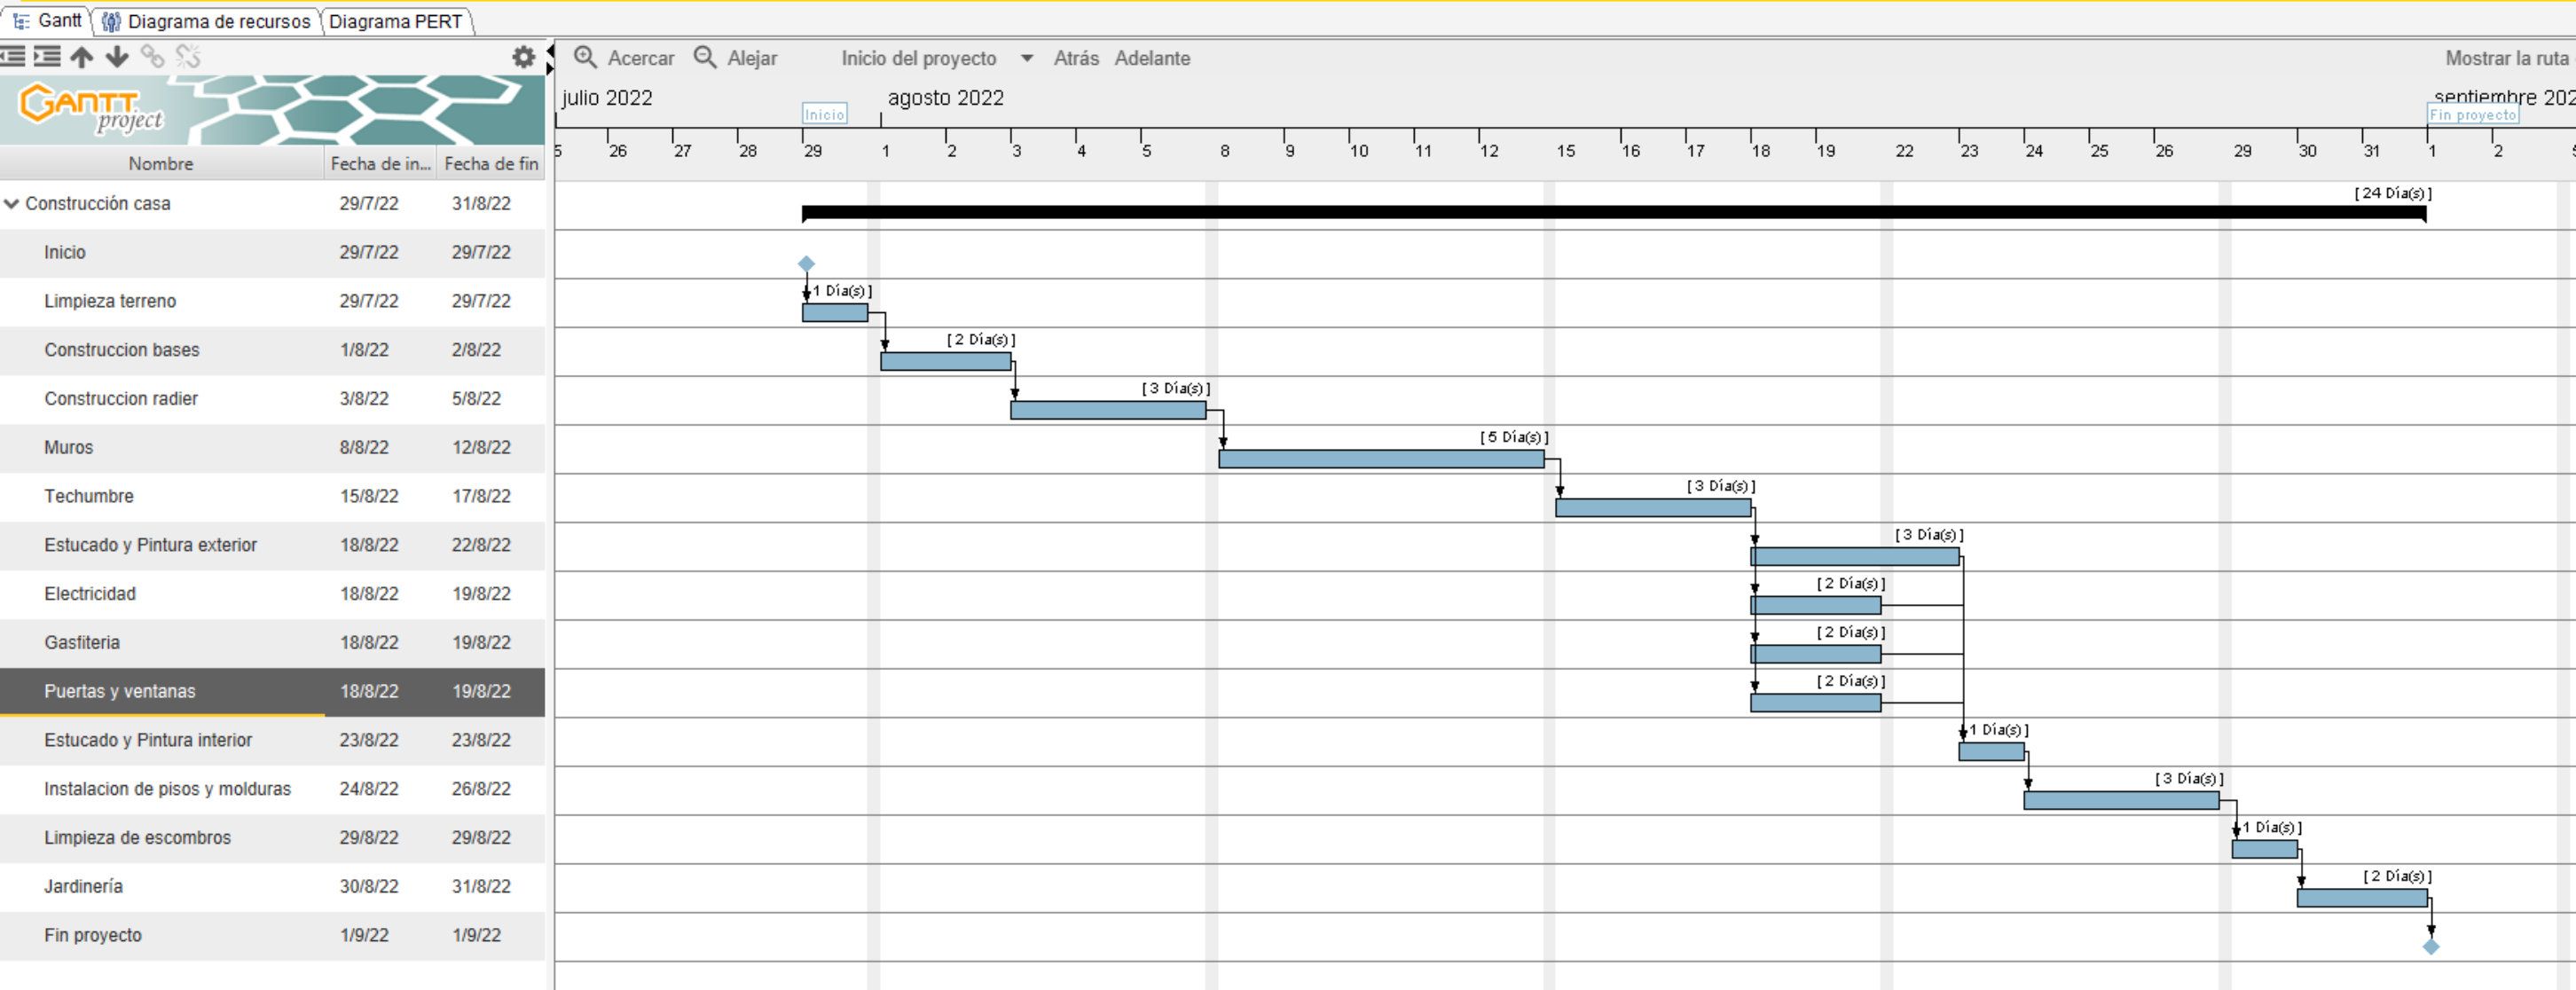 Gantt Diagrama de recursos Diagrama PERT
Acercar Alejar Inicio del proyecto Atrás Adelante Mostrar la ruta
GANTT project
julio 2022 agosto 2022 septiembre 202
Inicio Fin proyecto
26 27 28 29 1 2 3 4 5 8 9 10 11 12 15 16 17 18 19 22 23 24 25 26 29 30 31 1 2
Nombre Fecha de in... Fecha de fin
Construcción casa 29/7/22 31/8/22 [ 24 Día(s) ]
Inicio 29/7/22 29/7/22
Limpieza terreno 29/7/22 29/7/22 1 Día(s) ]
Construccion bases 1/8/22 2/8/22 [ 2 Día(s) ]
Construccion radier 3/8/22 5/8/22 [ 3 Día(s) ]
Muros 8/8/22 12/8/22 [ 5 Día(s) ]
Techumbre 15/8/22 17/8/22 [ 3 Día(s) ]
Estucado y Pintura exterior 18/8/22 22/8/22 [ 3 Día(s) ]
Electricidad 18/8/22 19/8/22 [ 2 Día(s) ]
Gasfiteria 18/8/22 19/8/22 [ 2 Día(s) ]
Puertas y ventanas 18/8/22 19/8/22 [ 2 Día(s) ]
Estucado y Pintura interior 23/8/22 23/8/22 1 Día(s) ]
Instalacion de pisos y molduras 24/8/22 26/8/22 [ 3 Día(s) ]
Limpieza de escombros 29/8/22 29/8/22 1 Día(s) ]
Jardinería 30/8/22 31/8/22 [ 2 Día(s) ]
Fin proyecto 1/9/22 1/9/22